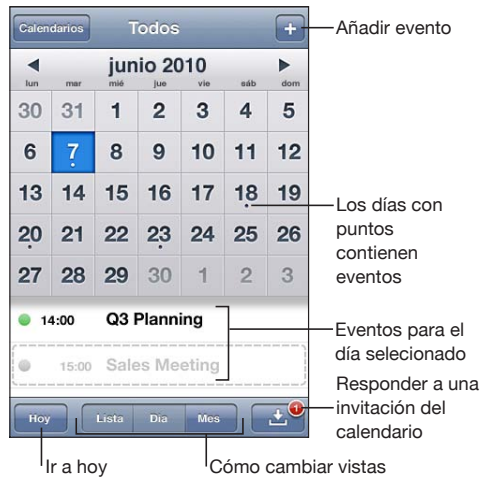 Calendarios Todos +
Añadir evento
junio 2010
lun mar mié jue vie sáb dom
30 31 1 2 3 4 5
6 7 8 9 10 11 12
13 14 15 16 17 18 19
Los días con
puntos
contienen
eventos
20 21 22 23 24 25 26
27 28 29 30 1 2 3
14:00 Q3 Planning
15:00 Sales Meeting
Eventos para el
día selecionado
Responder a una
invitación del
calendario
Hoy Lista Día Mes 1
Ir a hoy
Cómo cambiar vistas